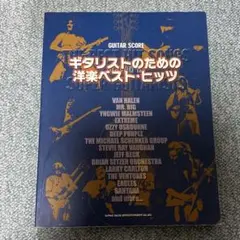 GUITAR SCORE
ギタリストのための
洋楽ベスト・ヒッツ
VAN HALEN
MR. BIG
YNGWIE MALMSTEEN
EXTREME
OZZY OSBOURNE
DEEP PURPLE
THE MICHAEL SCHENKER GROUP
STEVIE RAY VAUGHAN
JEFF BECK
BRIAN SETZER ORCHESTRA
LARRY CARLTON
THE VENTURES
EAGLES
SANTANA